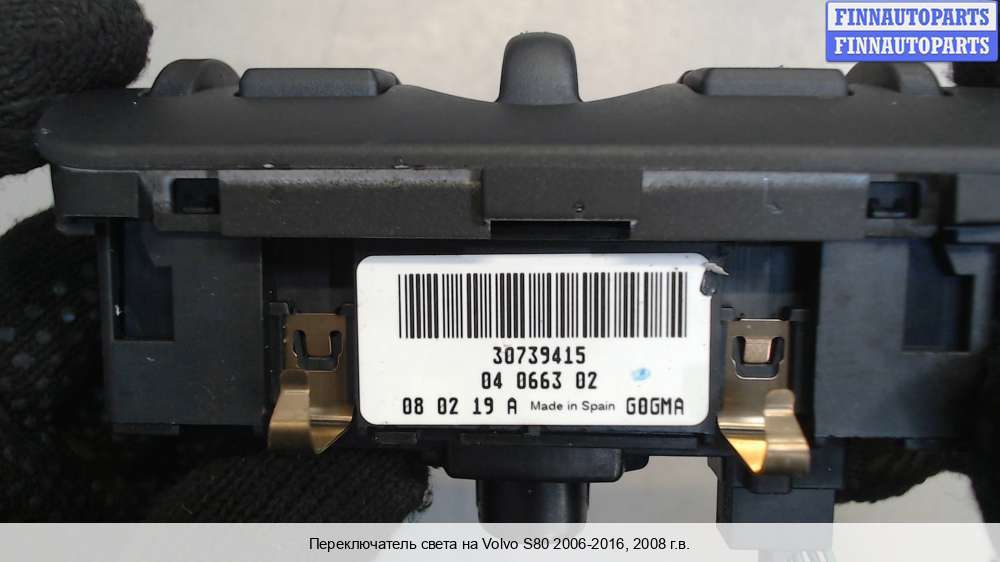 FINNAUTOPARTS
FINNAUTOPARTS
30739415
04 0663 02
08 02 19 A Made in Spain G0GMA
Переключатель света на Volvo S80 2006-2016, 2008 г.в.